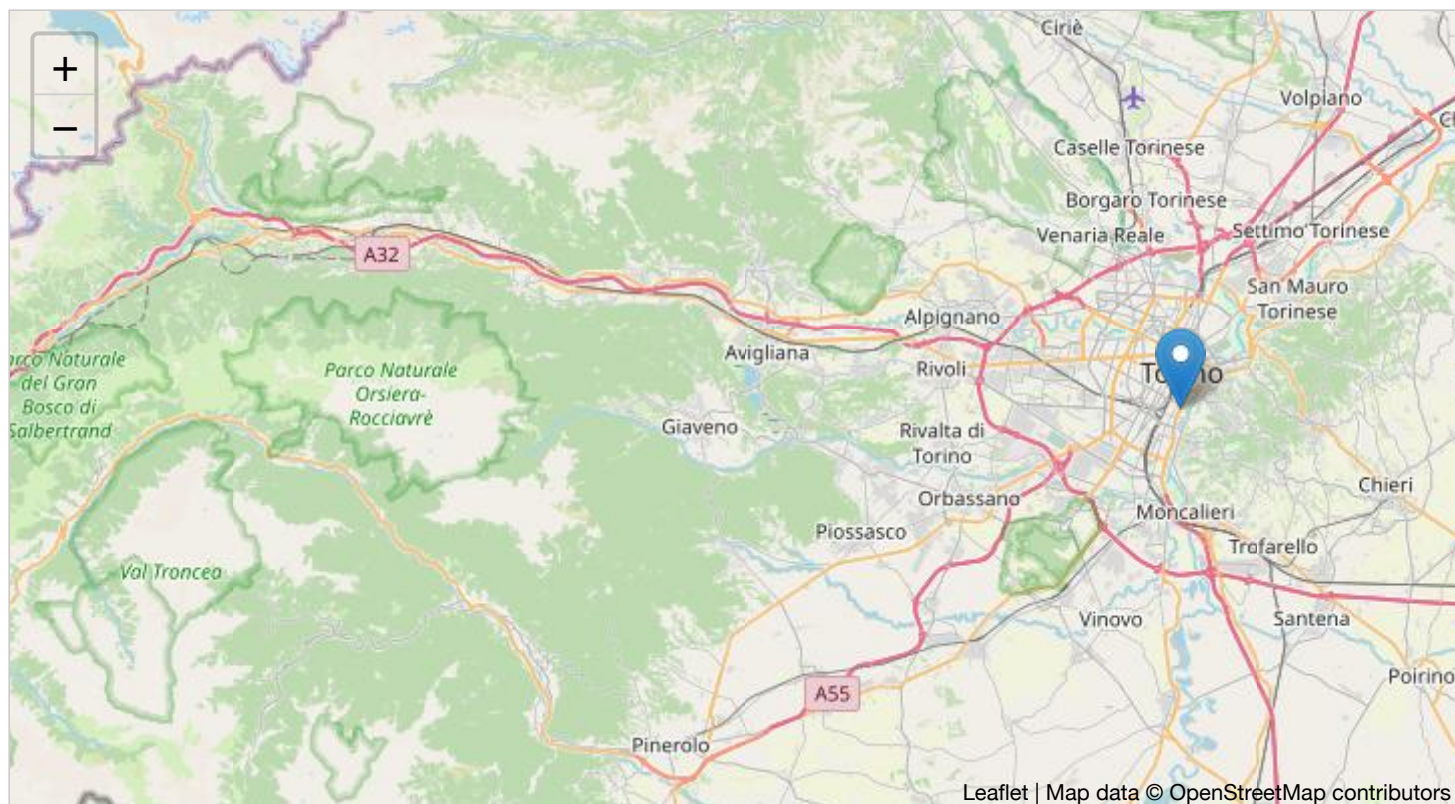 +
−
Ciriè
Volpiano
Caselle Torinese
Borgaro Torinese
Venaria Reale
Settimo Torinese
A32
San Mauro
Torinese
Alpignano
Avigliana
Rivoli
Naturale
del Gran
Bosco di
Salbertrand
Parco Naturale
Orsiera-
Rocciavrè
Giaveno
Rivalta di
Torino
Orbassano
Chieri
Moncalieri
Piossasco
Trofarello
Val Troncea
Vinovo
Santena
Poirino
A55
Pinerolo
Leaflet | Map data © OpenStreetMap contributors